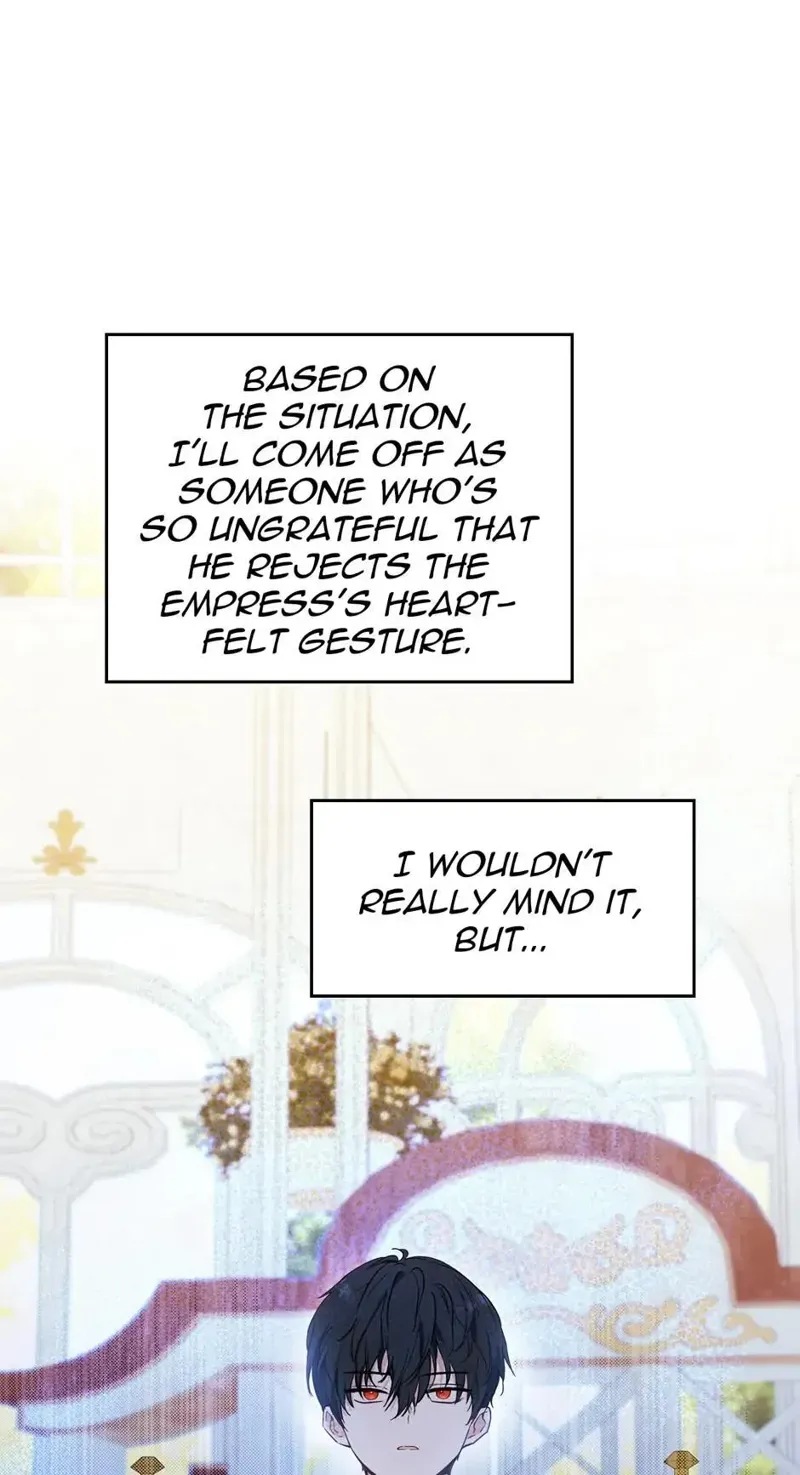 BASED ON
THE SITUATION,
I'LL COME OFF AS
SOMEONE WHO'S
SO UNGRATEFUL THAT
HE REJECTS THE
EMPRESS'S HEART-
FELT GESTURE.
I WOULDN'T
REALLY MIND IT,
BUT...